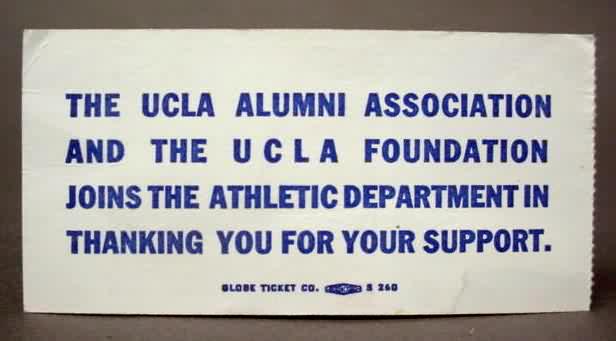 THE UCLA ALUMNI ASSOCIATION
AND THE UCLA FOUNDATION
JOINS THE ATHLETIC DEPARTMENT IN
THANKING YOU FOR YOUR SUPPORT.
GLOBE TICKET CO. S 260